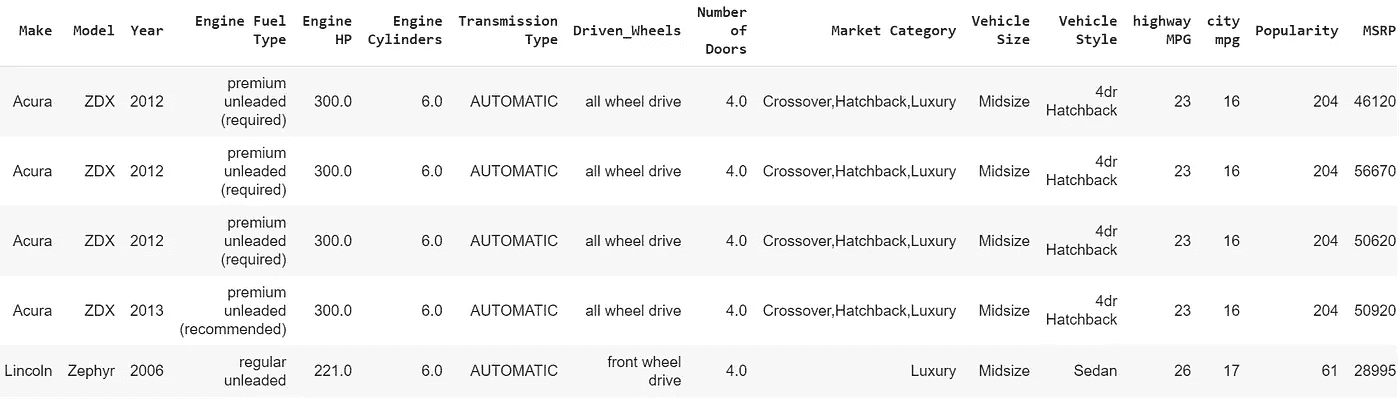 Make Model Year Engine Fuel Type Engine HP Engine Cylinders Transmission Type Driven_Wheels Number of Doors Market Category Vehicle Size Vehicle Style highway MPG city mpg Popularity MSRP
Acura ZDX 2012 premium unleaded (required) 300.0 6.0 AUTOMATIC all wheel drive 4.0 Crossover,Hatchback,Luxury Midsize 4dr Hatchback 23 16 204 46120
Acura ZDX 2012 premium unleaded (required) 300.0 6.0 AUTOMATIC all wheel drive 4.0 Crossover,Hatchback,Luxury Midsize 4dr Hatchback 23 16 204 56670
Acura ZDX 2012 premium unleaded (required) 300.0 6.0 AUTOMATIC all wheel drive 4.0 Crossover,Hatchback,Luxury Midsize 4dr Hatchback 23 16 204 50620
Acura ZDX 2013 premium unleaded (recommended) 300.0 6.0 AUTOMATIC all wheel drive 4.0 Crossover,Hatchback,Luxury Midsize 4dr Hatchback 23 16 204 50920
Lincoln Zephyr 2006 regular unleaded 221.0 6.0 AUTOMATIC front wheel drive 4.0 Luxury Midsize Sedan 26 17 61 28995